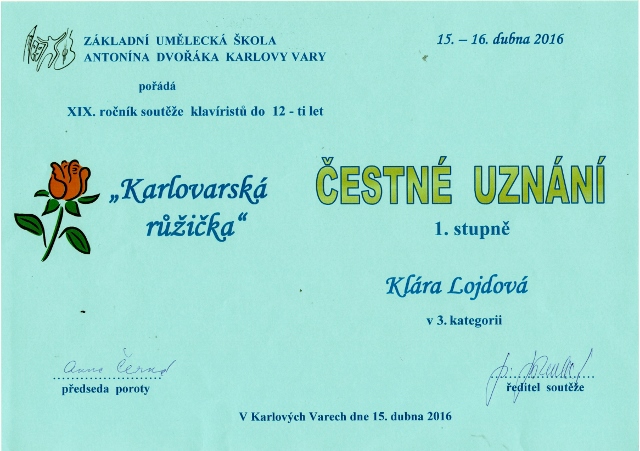 ZÁKLADNÍ UMĚLECKÁ ŠKOLA
ANTONÍNA DVOŘÁKA KARLOVY VARY
15. – 16. dubna 2016
pořádá
XIX. ročník soutěže klavíristů do 12 - ti let
„Karlovarská
růžička“
ČESTNÉ UZNÁNÍ
1. stupně
Klára Lojdová
v 3. kategorii
předseda poroty
ředitel soutěže
V Karlových Varech dne 15. dubna 2016